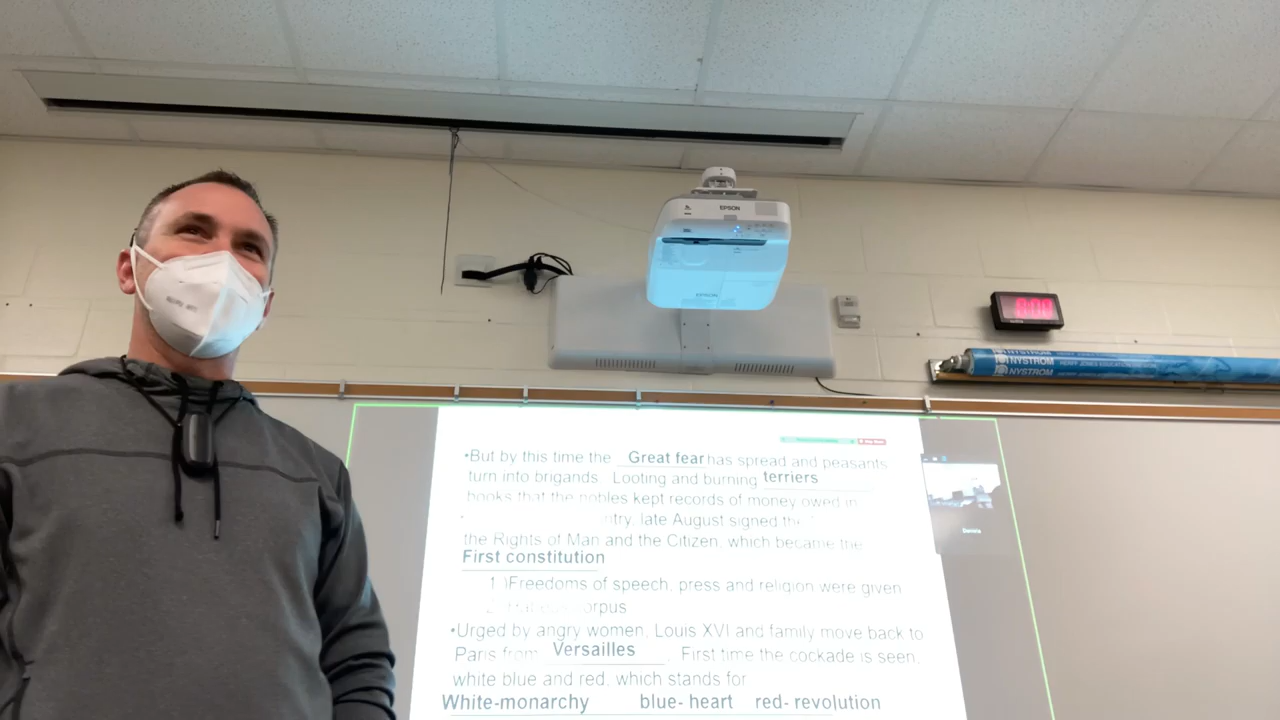 EPSON
EPSON
0:00
NYSTROM
NYSTROM
•But by this time the Great fear has spread and peasants
turn into brigands Looting and burning terriers
books that the nobles kept records of money owed in
late August signed the
the Rights of Man and the Citizen, which became the
First constitution
1.)Freedoms of speech, press and religion were given
corpus
•Urged by angry women, Louis XVI and family move back to
Paris from Versailles. First time the cockade is seen,
white blue and red, which stands for
White-monarchy blue- heart red- revolution